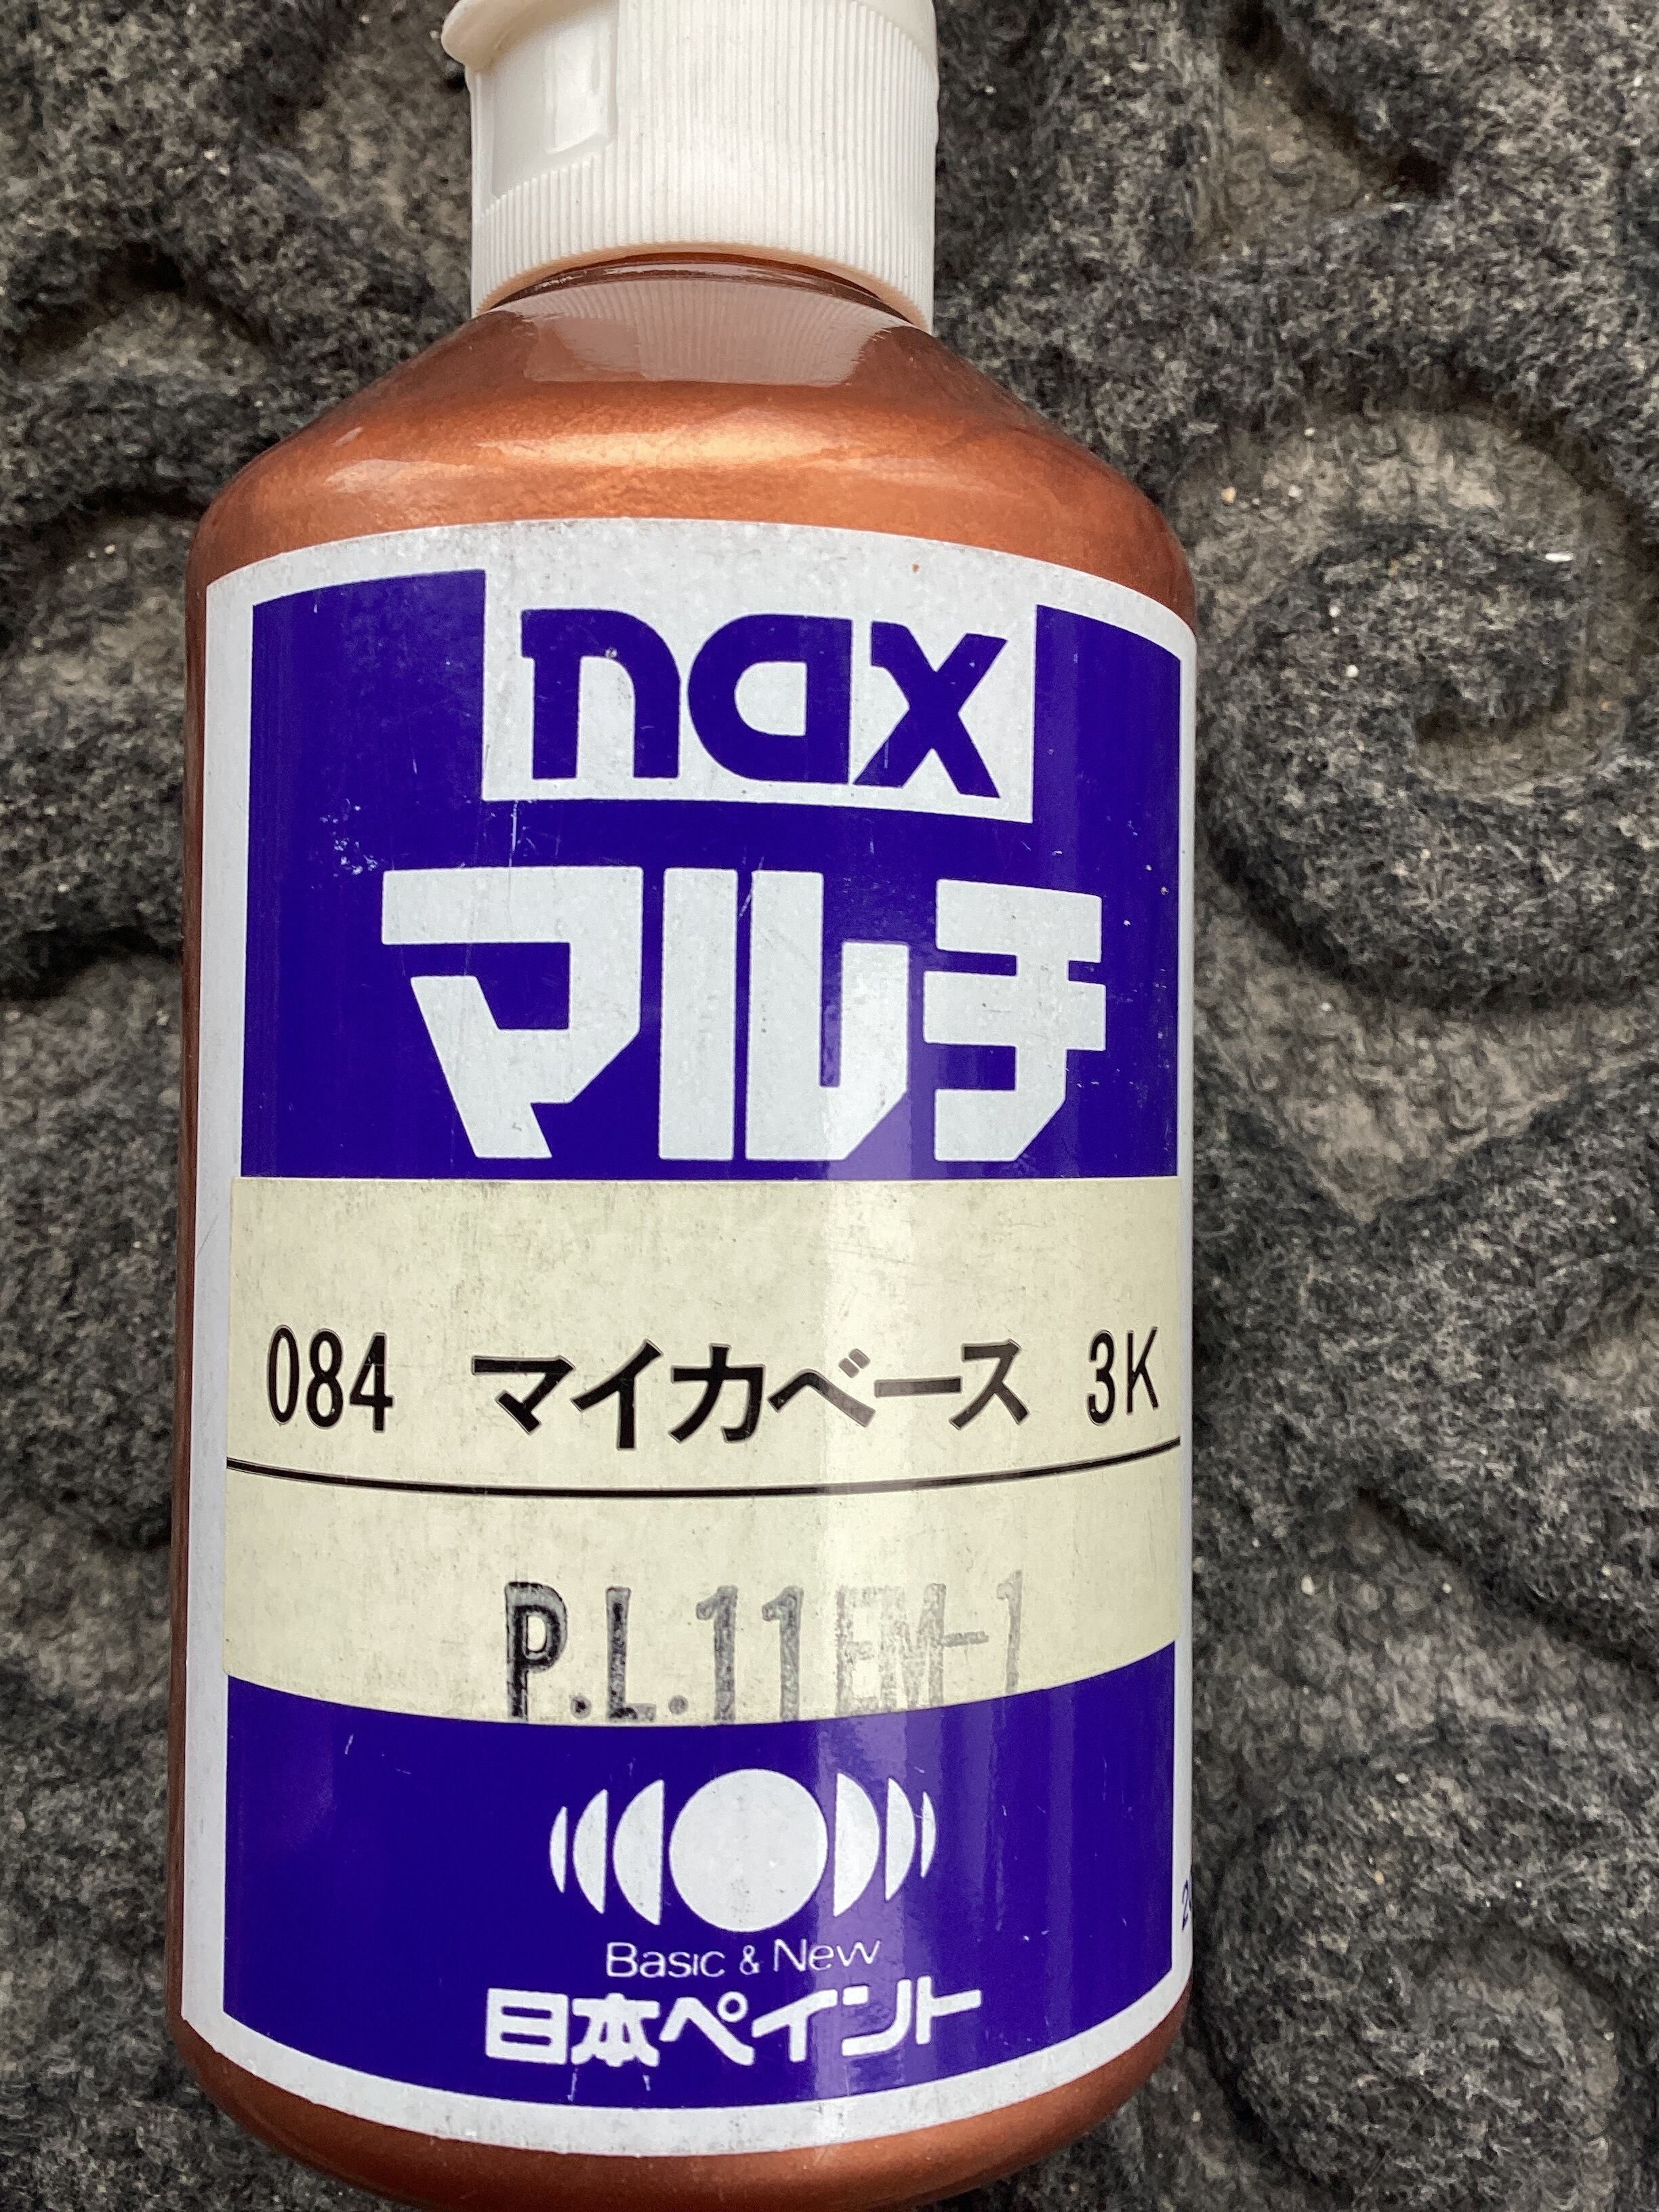 nax
マルチ
084 マイカベース 3K
P.L.11EM-1
Basic & New
日本ペイント